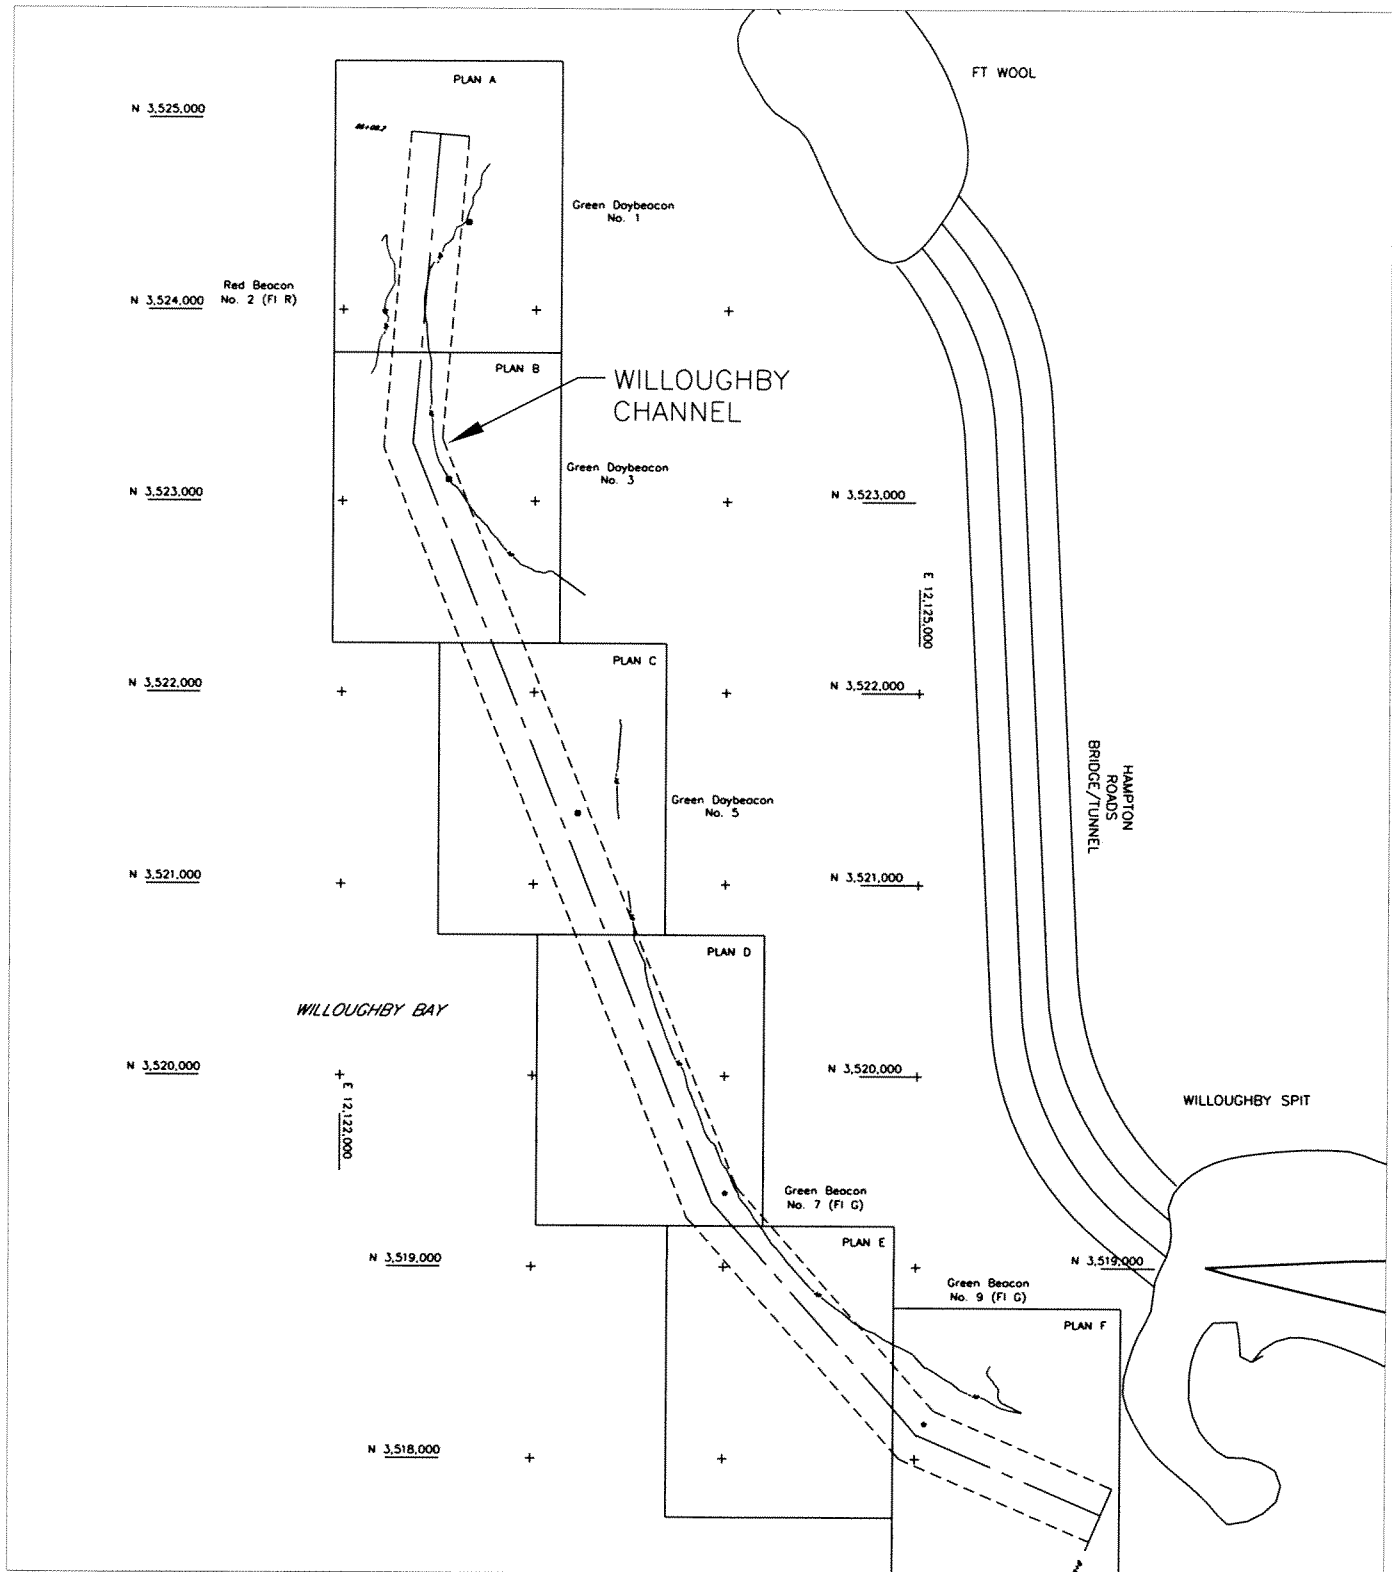 PLAN A
FT WOOL
N 3,525,000
Green Daybeacon
No. 1
Red Beacon
No. 2 (Fl R)
N 3,524,000
PLAN B
WILLOUGHBY
CHANNEL
Green Daybeacon
No. 3
N 3,523,000
N 3,523,000
E 12,125,000
PLAN C
N 3,522,000
N 3,522,000
HAMPTON
ROADS
BRIDGE/TUNNEL
Green Daybeacon
No. 5
N 3,521,000
N 3,521,000
PLAN D
WILLOUGHBY BAY
N 3,520,000
N 3,520,000
E 12,122,000
WILLOUGHBY SPIT
Green Beacon
No. 7 (Fl G)
PLAN E
N 3,519,000
N 3,519,000
Green Beacon
No. 9 (Fl G)
PLAN F
N 3,518,000